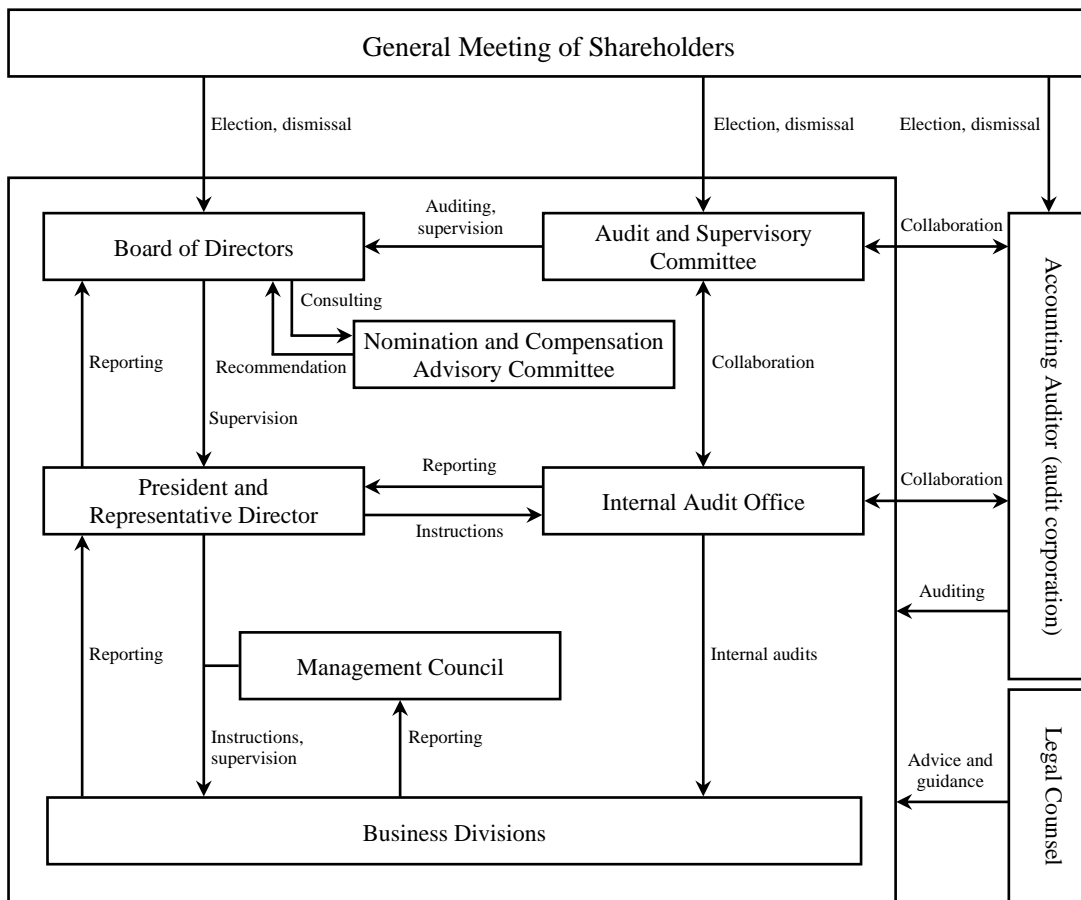 General Meeting of Shareholders
Election, dismissal
Election, dismissal
Election, dismissal
Board of Directors
Auditing,
supervision
Audit and Supervisory
Committee
Collaboration
Accounting Auditor (audit corporation)
Consulting
Nomination and Compensation
Advisory Committee
Recommendation
Reporting
Collaboration
Supervision
President and
Representative Director
Reporting
Instructions
Internal Audit Office
Collaboration
Auditing
Reporting
Management Council
Internal audits
Instructions,
supervision
Reporting
Advice and
guidance
Legal Counsel
Business Divisions